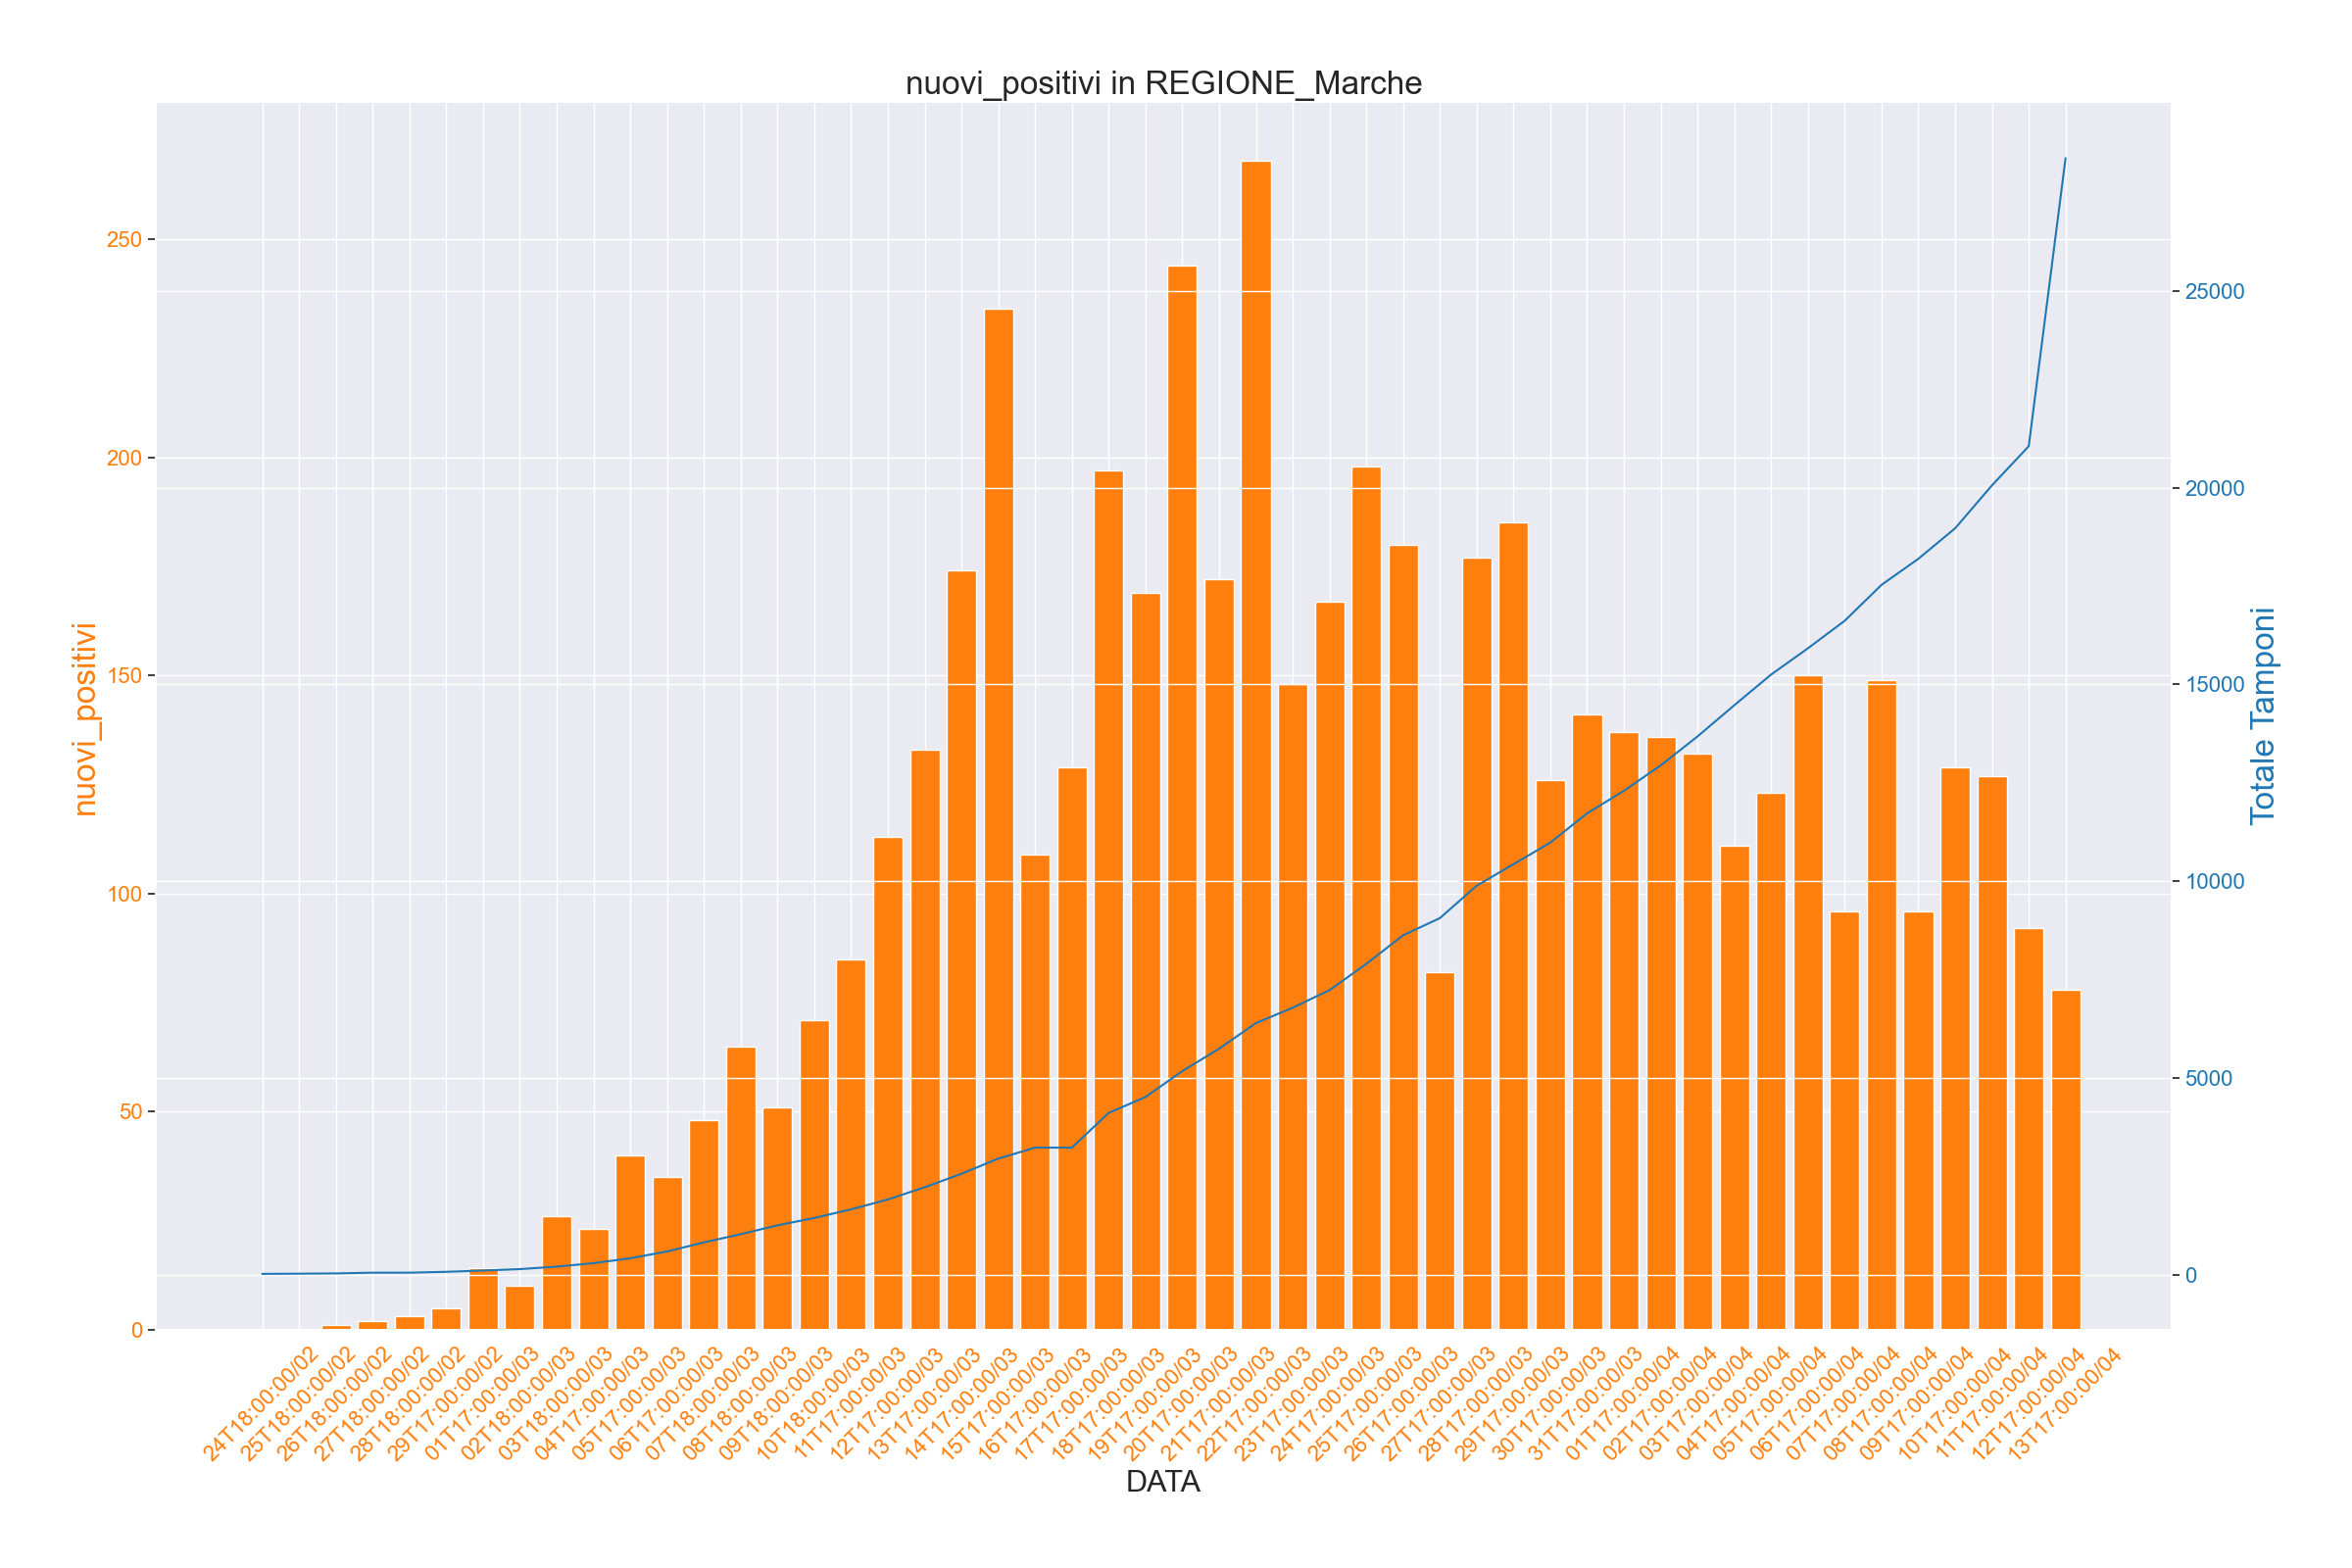 nuovi_positivi in REGIONE_Marche
250
200
150
100
50
0
nuovi_positivi
25000
20000
15000
10000
5000
0
Totale Tamponi
24T18:00:00/02
25T18:00:00/02
26T18:00:00/02
27T18:00:00/02
28T18:00:00/02
29T17:00:00/02
01T17:00:00/03
02T18:00:00/03
03T18:00:00/03
04T17:00:00/03
05T17:00:00/03
06T17:00:00/03
07T18:00:00/03
08T18:00:00/03
09T18:00:00/03
10T18:00:00/03
11T17:00:00/03
12T17:00:00/03
13T17:00:00/03
14T17:00:00/03
15T17:00:00/03
16T17:00:00/03
17T17:00:00/03
18T17:00:00/03
19T17:00:00/03
20T17:00:00/03
21T17:00:00/03
22T17:00:00/03
23T17:00:00/03
24T17:00:00/03
25T17:00:00/03
26T17:00:00/03
27T17:00:00/03
28T17:00:00/03
29T17:00:00/03
30T17:00:00/03
31T17:00:00/03
01T17:00:00/04
02T17:00:00/04
03T17:00:00/04
04T17:00:00/04
05T17:00:00/04
06T17:00:00/04
07T17:00:00/04
08T17:00:00/04
09T17:00:00/04
10T17:00:00/04
11T17:00:00/04
12T17:00:00/04
13T17:00:00/04
DATA